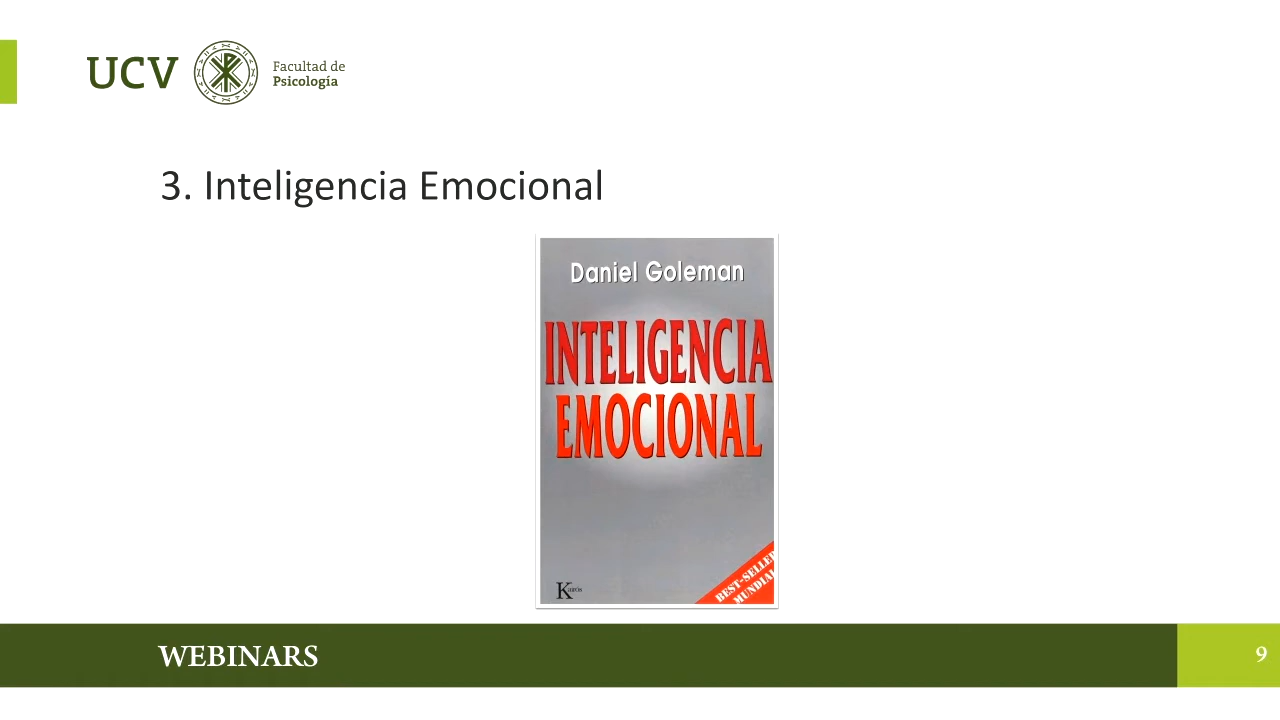 UCV
Facultad de
Psicología
3. Inteligencia Emocional
Daniel Goleman
INTELIGENCIA
EMOCIONAL
BEST-SELLER
MUNDIAL
WEBINARS
9